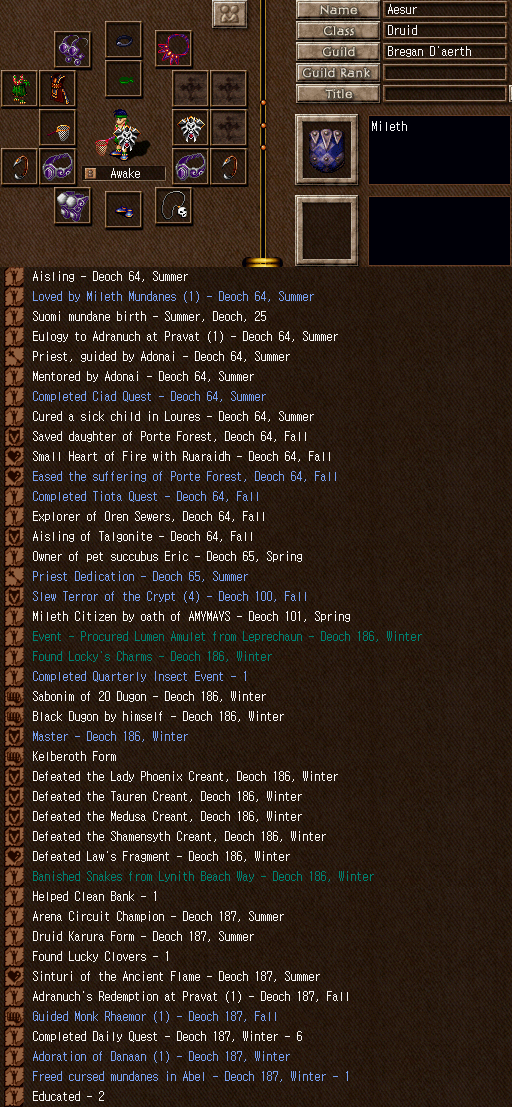 Name
Aesur
Class
Druid
Guild
Bregan D'aerth
Guild Rank
Title
Mileth
Awake
Aisling - Deoch 64, Summer
Loved by Mileth Mundanes (1) - Deoch 64, Summer
Suomi mundane birth - Summer, Deoch, 25
Eulogy to Adranuch at Pravat (1) - Deoch 64, Summer
Priest, guided by Adonai - Deoch 64, Summer
Mentored by Adonai - Deoch 64, Summer
Completed Ciad Quest - Deoch 64, Summer
Cured a sick child in Loures - Deoch 64, Summer
Saved daughter of Porte Forest, Deoch 64, Fall
Small Heart of Fire with Ruaraidh - Deoch 64, Fall
Eased the suffering of Porte Forest, Deoch 64, Fall
Completed Tiota Quest - Deoch 64, Fall
Explorer of Oren Sewers, Deoch 64, Fall
Aisling of Talgonite - Deoch 64, Fall
Owner of pet succubus Eric - Deoch 65, Spring
Priest Dedication - Deoch 65, Summer
Slew Terror of the Crypt (4) - Deoch 100, Fall
Mileth Citizen by oath of AMYMAYS - Deoch 101, Spring
Event - Procured Lumen Amulet from Leprechaun - Deoch 186, Winter
Found Locky's Charms - Deoch 186, Winter
Completed Quarterly Insect Event - 1
Sabonim of 20 Dugon - Deoch 186, Winter
Black Dugon by himself - Deoch 186, Winter
Master - Deoch 186, Winter
Kelberoth Form
Defeated the Lady Phoenix Creant, Deoch 186, Winter
Defeated the Tauren Creant, Deoch 186, Winter
Defeated the Medusa Creant, Deoch 186, Winter
Defeated the Shamensyth Creant, Deoch 186, Winter
Defeated Law's Fragment - Deoch 186, Winter
Banished Snakes from Lynith Beach Way - Deoch 186, Winter
Helped Clean Bank - 1
Arena Circuit Champion - Deoch 187, Summer
Druid Karura Form - Deoch 187, Summer
Found Lucky Clovers - 1
Sinturi of the Ancient Flame - Deoch 187, Summer
Adranuch's Redemption at Pravat (1) - Deoch 187, Fall
Guided Monk Rhaemor (1) - Deoch 187, Fall
Completed Daily Quest - Deoch 187, Winter - 6
Adoration of Danaan (1) - Deoch 187, Winter
Freed cursed mundanes in Abel - Deoch 187, Winter - 1
Educated - 2